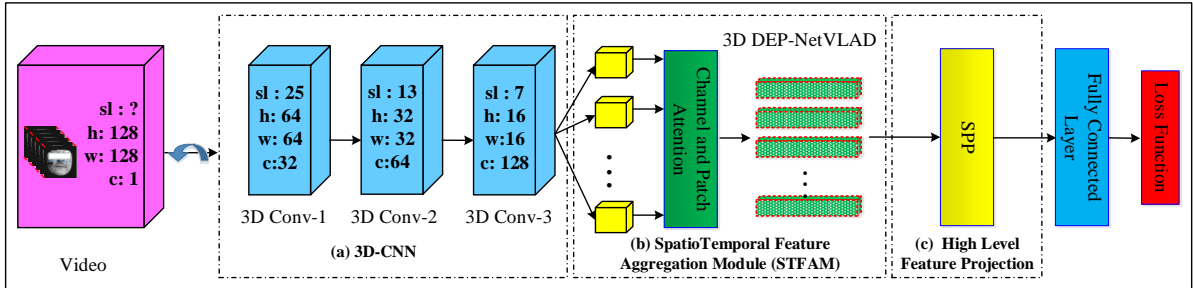 sl : ?
h: 128
w: 128
c: 1
Video
sl : 25
h: 64
w: 64
c:32
3D Conv-1
sl : 13
h: 32
w: 32
c:64
3D Conv-2
sl : 7
h: 16
w:16
c: 128
3D Conv-3
(a) 3D-CNN
Channel and Patch
Attention
3D DEP-NetVLAD
(b) SpatioTemporal Feature
Aggregation Module (STFAM)
SPP
(c) High Level
Feature Projection
Fully Connected
Layer
Loss Function